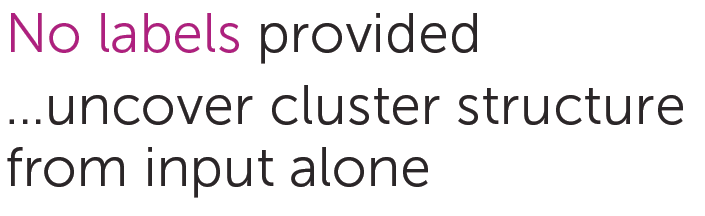 No labels provided
...uncover cluster structure
from input alone